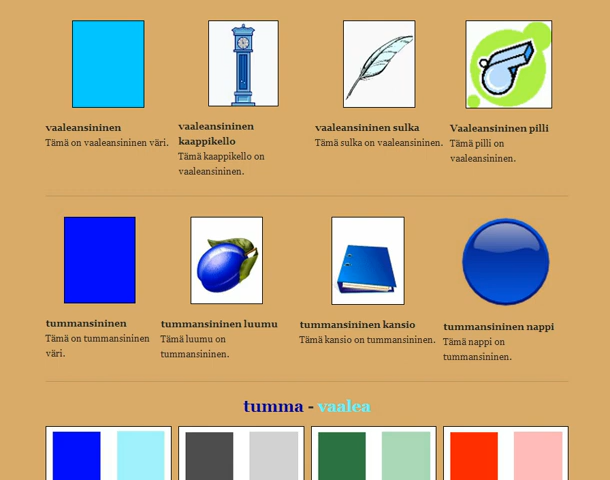 vaaleansininen
Tämä on vaaleansininen väri.
vaaleansininen
kaappikello
Tämä kaappikello on
vaaleansininen.
vaaleansininen sulka
Tämä sulka on vaaleansininen.
Vaaleansininen pilli
Tämä pilli on
vaaleansininen.
tummansininen
Tämä on tummansininen
väri.
tummansininen luumu
Tämä luumu on
tummansininen.
tummansininen kansio
Tämä kansio on tummansininen.
tummansininen nappi
Tämä nappi on
tummansininen.
tumma - vaalea